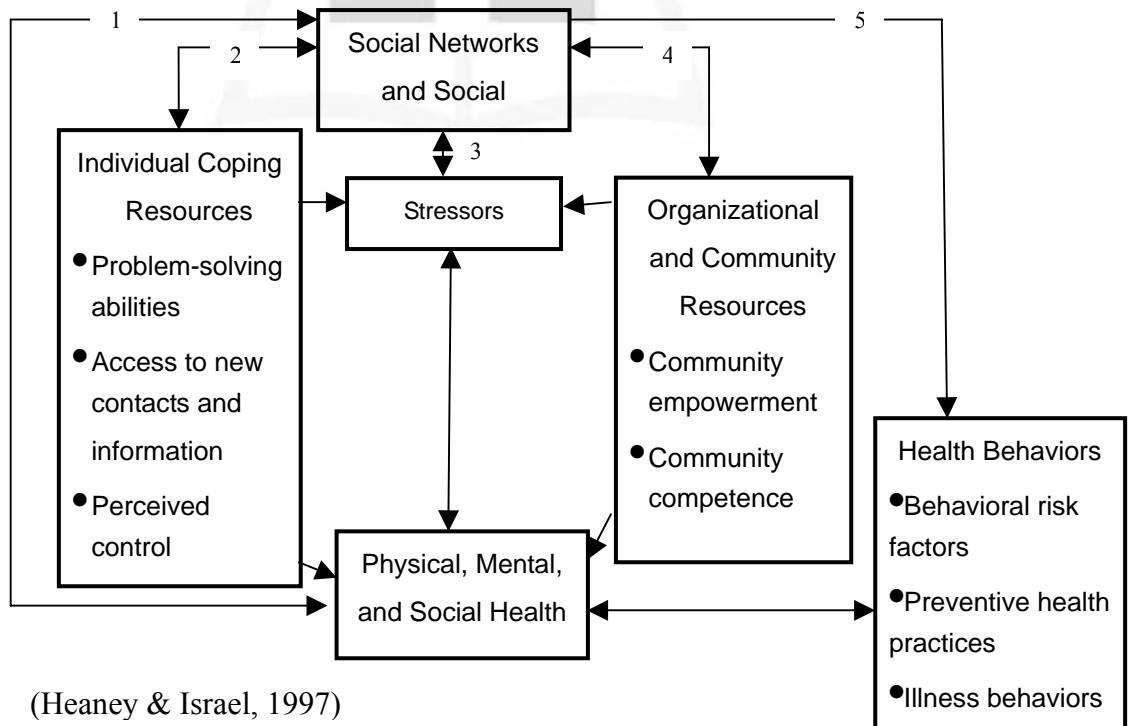 1
5
2
Social Networks
and Social
4
3
Individual Coping
Resources
● Problem-solving
abilities
● Access to new
contacts and
information
● Perceived
control
Stressors
Organizational
and Community
Resources
● Community
empowerment
● Community
competence
Physical, Mental,
and Social Health
Health Behaviors
● Behavioral risk
factors
● Preventive health
practices
● Illness behaviors
(Heaney & Israel, 1997)